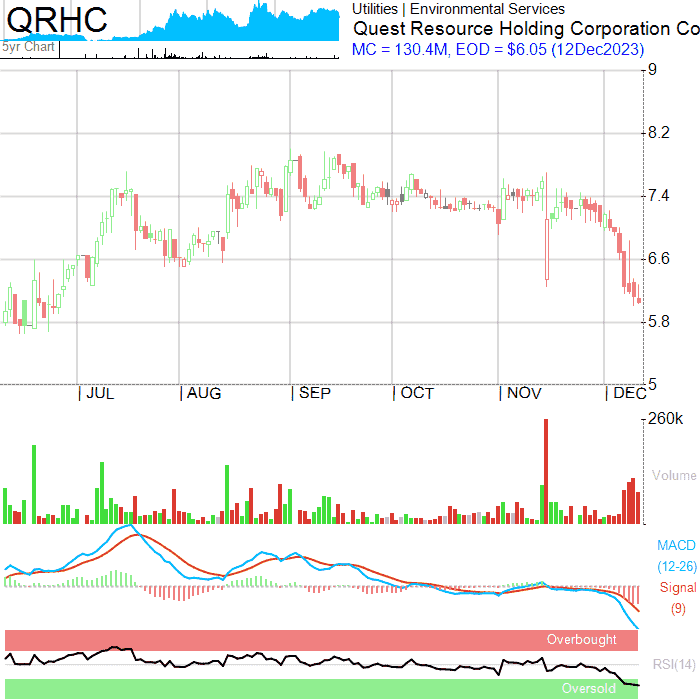 QRHC
5yr Chart
Utilities | Environmental Services
Quest Resource Holding Corporation Co
MC = 130.4M, EOD = $6.05 (12Dec2023)
9
8.2
7.4
6.6
5.8
5
| JUL | AUG | SEP | OCT | NOV | DEC
260k
Volume
MACD
(12-26)
Signal
(9)
Overbought
RSI(14)
Oversold